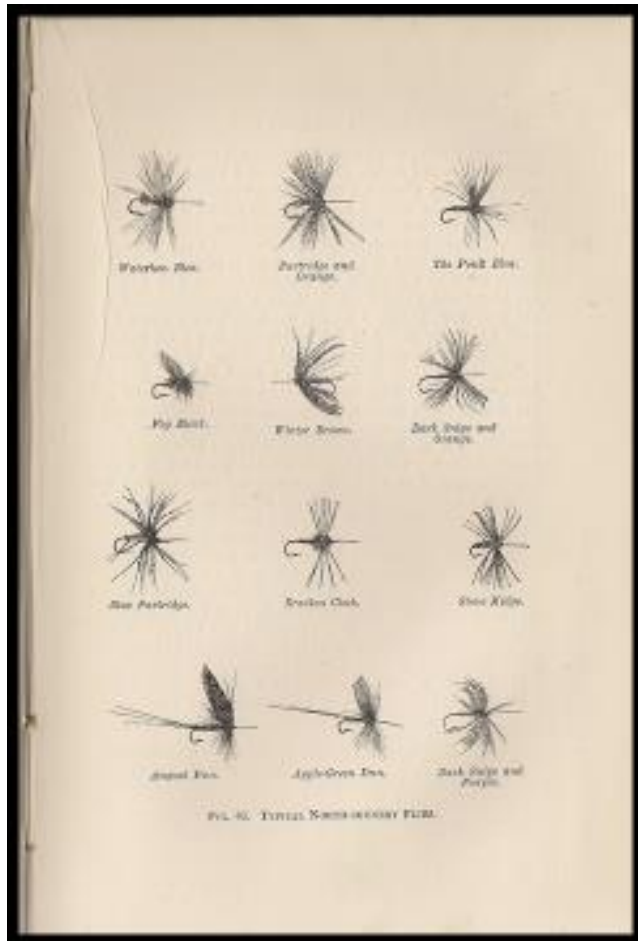 Waterhen Bloa.
Partridge and
Orange.
The Poult Bloa.
Fog Black.
Winter Brown.
Dark Snipe and
Orange.
Blue Partridge.
Bracken Clock.
Stone Midge.
August Dun.
Apple-Green Dun.
Dark Snipe and
Purple.
Typical North-country Flies.